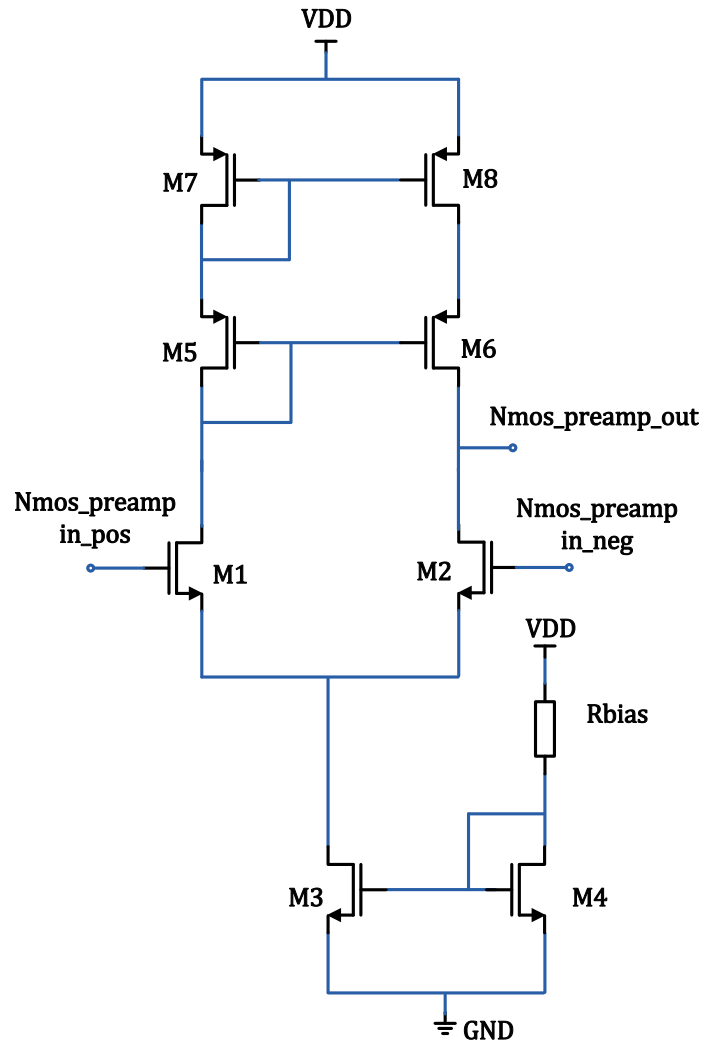 VDD
M7
M8
M5
M6
Nmos_preamp_out
Nmos_preamp
in_pos
Nmos_preamp
in_neg
M1
M2
VDD
Rbias
M3
M4
GND